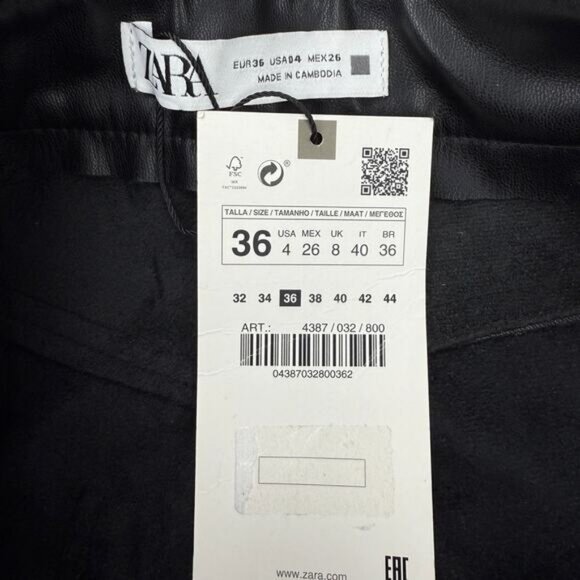 ZARA
EUR36 USA04 MEX26
MADE IN CAMBODIA
FSC
®
TALLA / SIZE / TAMANHO / TAILLE / MAAT / ΜΕΓΕΘΟΣ
36
USA MEX UK IT BR
4 26 8 40 36
32 34 36 38 40 42 44
ART.: 4387 / 032 / 800
04387032800362
www.zara.com
EAC